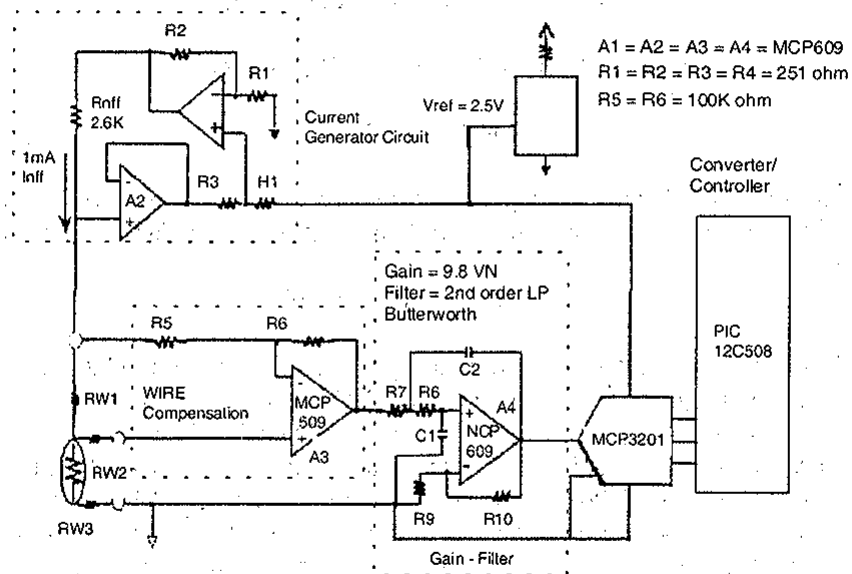 R2
R1
Rnff
2.6K
Current
Generator Circuit
1mA
Inff
-
A2
+
R3
H1
Vref = 2.5V
A1 = A2 = A3 = A4 = MCP609
R1 = R2 = R3 = R4 = 251 ohm
R5 = R6 = 100K ohm
Converter/
Controller
PIC
12C508
Gain = 9.8 VN
Filter = 2nd order LP
Butterworth
R5
R6
WIRE
Compensation
-
MCP
509
+
A3
C2
R7
R6
C1
+
NCP
609
-
A4
R9
R10
MCP3201
RW1
RW2
RW3
Gain - Filter